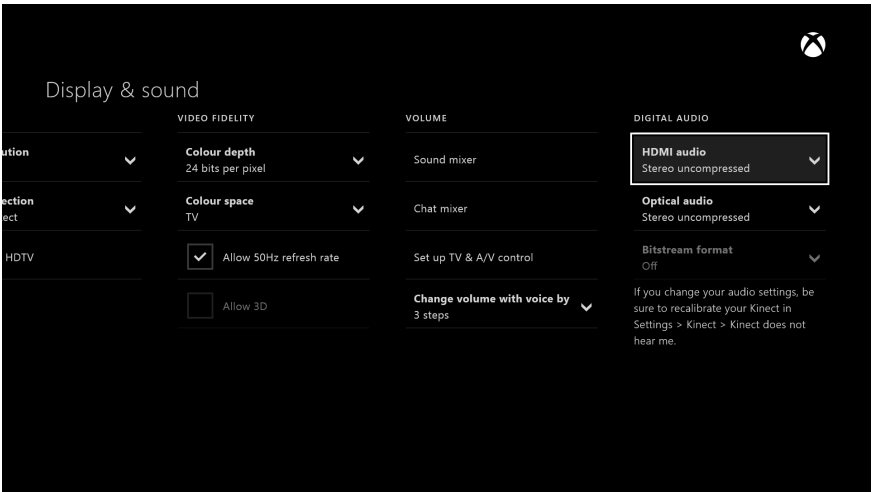 Display & sound
ution
ection
ect
HDTV
VIDEO FIDELITY
Colour depth
24 bits per pixel
Colour space
TV
Allow 50Hz refresh rate
Allow 3D
VOLUME
Sound mixer
Chat mixer
Set up TV & A/V control
Change volume with voice by
3 steps
DIGITAL AUDIO
HDMI audio
Stereo uncompressed
Optical audio
Stereo uncompressed
Bitstream format
Off
If you change your audio settings, be
sure to recalibrate your Kinect in
Settings > Kinect > Kinect does not
hear me.